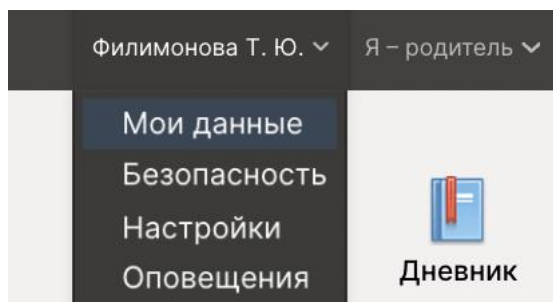 Филимонова Т. Ю. Я – родитель
Мои данные
Безопасность
Настройки
Оповещения
Дневник